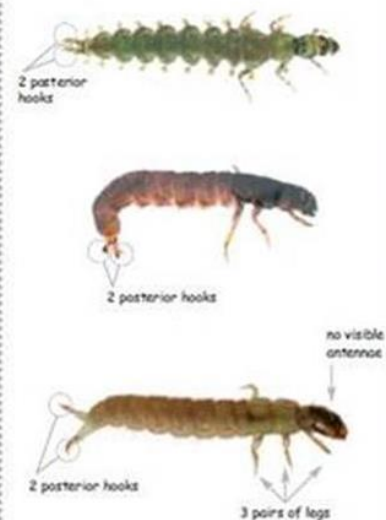 2 posterior
hooks
2 posterior hooks
no visible
antennae
2 posterior hooks
3 pairs of legs